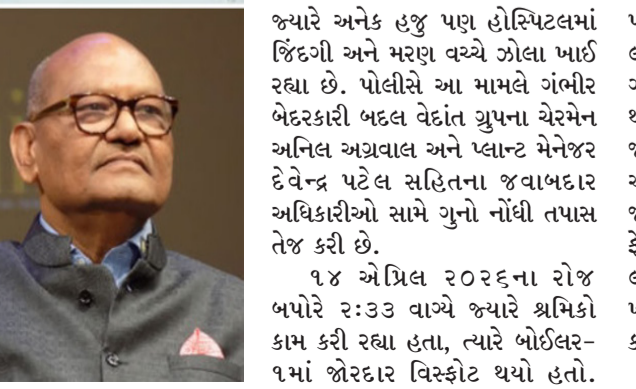 જ્યારે અનેક હજુ પણ હોસ્પિટલમાં
જિંદગી અને મરણ વચ્ચે ઝોલા ખાઈ
રહ્યા છે. પોલીસે આ મામલે ગંભીર
બેદરકારી બદલ વેદાંત ગ્રુપના ચેરમેન
અનિલ અગ્રવાલ અને પ્લાન્ટ મેનેજર
દેવેન્દ્ર પટેલ સહિતના જવાબદાર
અધિકારીઓ સામે ગુનો નોંધી તપાસ
તેજ કરી છે.
૧૪ એપ્રિલ ૨૦૨૬ના રોજ
બપોરે ૨:૩૩ વાગ્યે જ્યારે શ્રમિકો
કામ કરી રહ્યા હતા, ત્યારે બોઈલર-
૧માં જોરદાર વિસ્ફોટ થયો હતો.